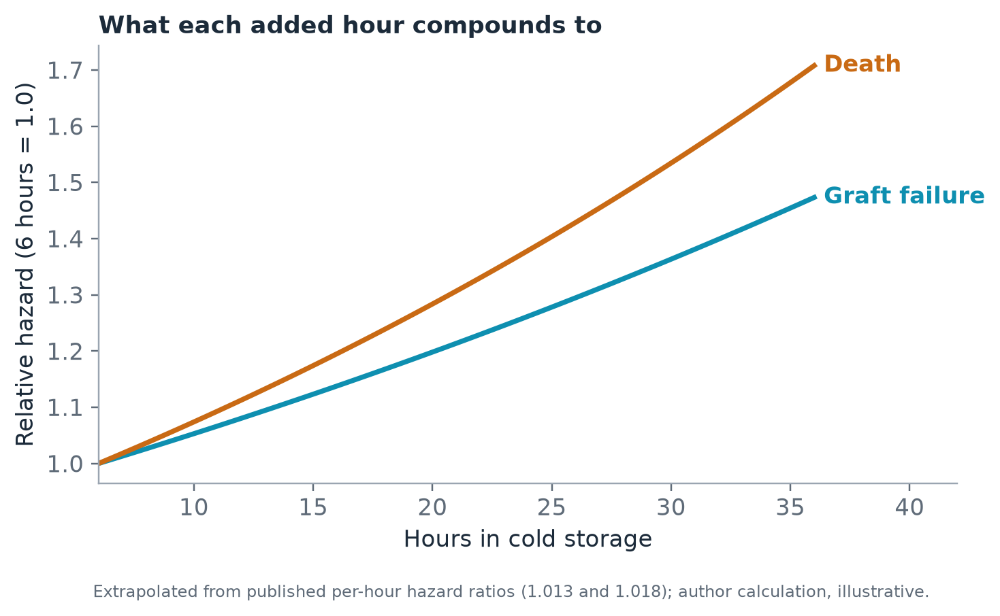 What each added hour compounds to
Relative hazard (6 hours = 1.0)
1.7
1.6
1.5
1.4
1.3
1.2
1.1
1.0
Death
Graft failure
10 15 20 25 30 35 40
Hours in cold storage
Extrapolated from published per-hour hazard ratios (1.013 and 1.018); author calculation, illustrative.